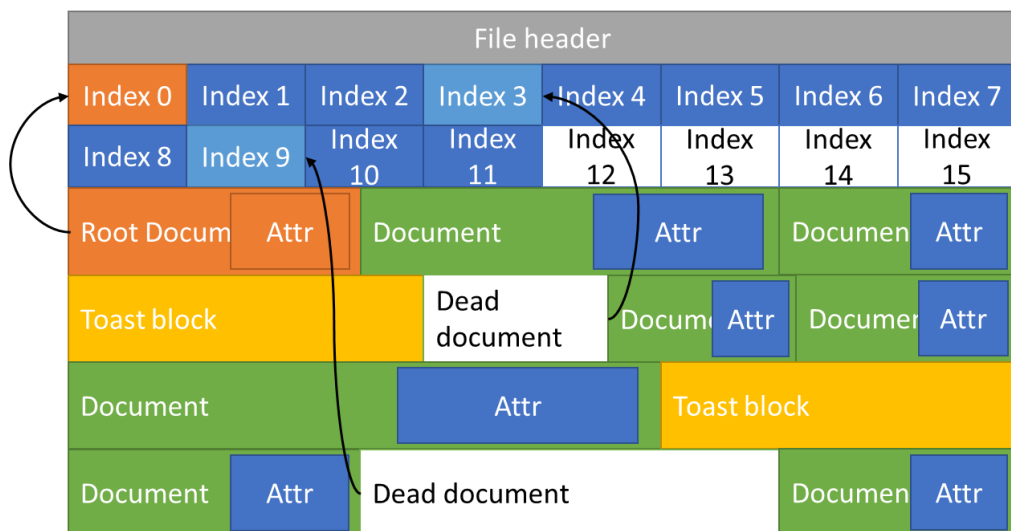 File header
Index 0 Index 1 Index 2 Index 3 Index 4 Index 5 Index 6 Index 7
Index 8 Index 9 Index 10 Index 11 Index 12 Index 13 Index 14 Index 15
Root Docum Attr Document Attr Documen Attr
Toast block Dead document Docume Attr Documen Attr
Document Attr Toast block
Document Attr Dead document Documen Attr